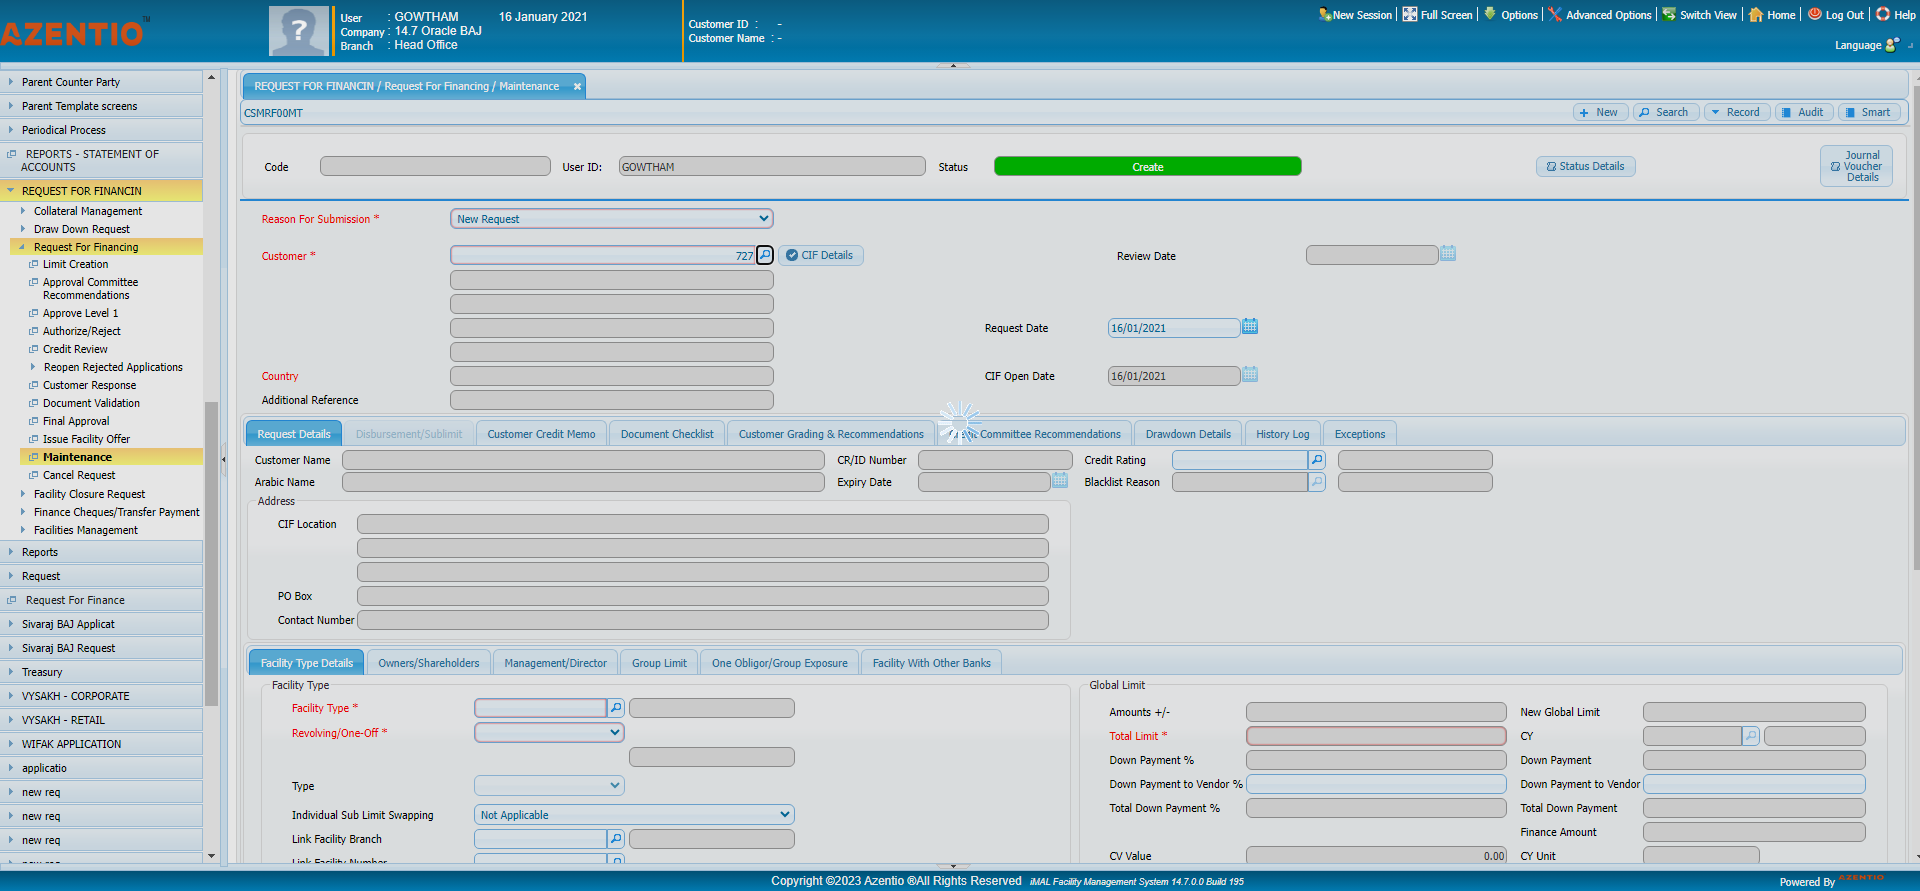 AZENTIO™
User : GOWTHAM 16 January 2021
Company : 14.7 Oracle BAJ
Branch : Head Office
Customer ID : -
Customer Name : -
New Session Full Screen Options Advanced Options Switch View Home Log Out Help
Language
Parent Counter Party
Parent Template screens
Periodical Process
REPORTS - STATEMENT OF
ACCOUNTS
REQUEST FOR FINANCIN
Collateral Management
Draw Down Request
Request For Financing
Limit Creation
Approval Committee
Recommendations
Approve Level 1
Authorize/Reject
Credit Review
Reopen Rejected Applications
Customer Response
Document Validation
Final Approval
Issue Facility Offer
Maintenance
Cancel Request
Facility Closure Request
Finance Cheques/Transfer Payment
Facilities Management
Reports
Request
Request For Finance
Sivaraj BAJ Applicat
Sivaraj BAJ Request
Treasury
VYSAKH - CORPORATE
VYSAKH - RETAIL
WIFAK APPLICATION
applicatio
new req
new req
new req
new req
REQUEST FOR FINANCIN / Request For Financing / Maintenance
CSMRF00MT
New Search Record Audit Smart
Code User ID: GOWTHAM Status Create Status Details
Journal
Voucher
Details
Reason For Submission * New Request
Customer * 727 CIF Details Review Date
Request Date 16/01/2021
Country CIF Open Date 16/01/2021
Additional Reference
Request Details Disbursement/Sublimit Customer Credit Memo Document Checklist Customer Grading & Recommendations Committee Recommendations Drawdown Details History Log Exceptions
Customer Name CR/ID Number Credit Rating
Arabic Name Expiry Date Blacklist Reason
Address
CIF Location
PO Box
Contact Number
Facility Type Details Owners/Shareholders Management/Director Group Limit One Obligor/Group Exposure Facility With Other Banks
Facility Type Global Limit
Facility Type * Amounts +/- New Global Limit
Revolving/One-Off * Total Limit * CY
Down Payment % Down Payment
Type Down Payment to Vendor % Down Payment to Vendor
Individual Sub Limit Swapping Not Applicable Total Down Payment % Total Down Payment
Link Facility Branch Finance Amount
Link Facility Number CV Value 0.00 CY Unit
Copyright ©2023 Azentio ®All Rights Reserved iMAL Facility Management System 14.7.0.0 Build 195
Powered By AZENTIO